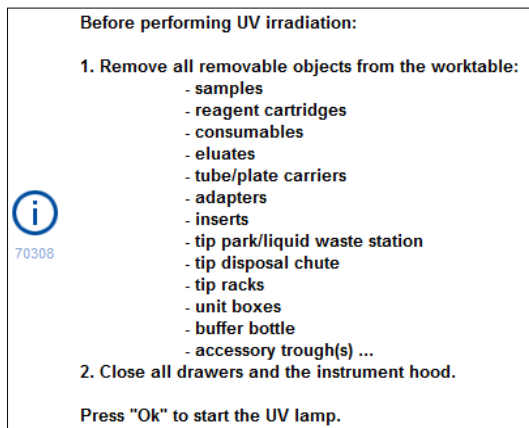 Before performing UV irradiation:
1. Remove all removable objects from the worktable:
- samples
- reagent cartridges
- consumables
- eluates
- tube/plate carriers
- adapters
- inserts
- tip park/liquid waste station
- tip disposal chute
- tip racks
- unit boxes
- buffer bottle
- accessory trough(s) ...
2. Close all drawers and the instrument hood.
Press "Ok" to start the UV lamp.
i
70308